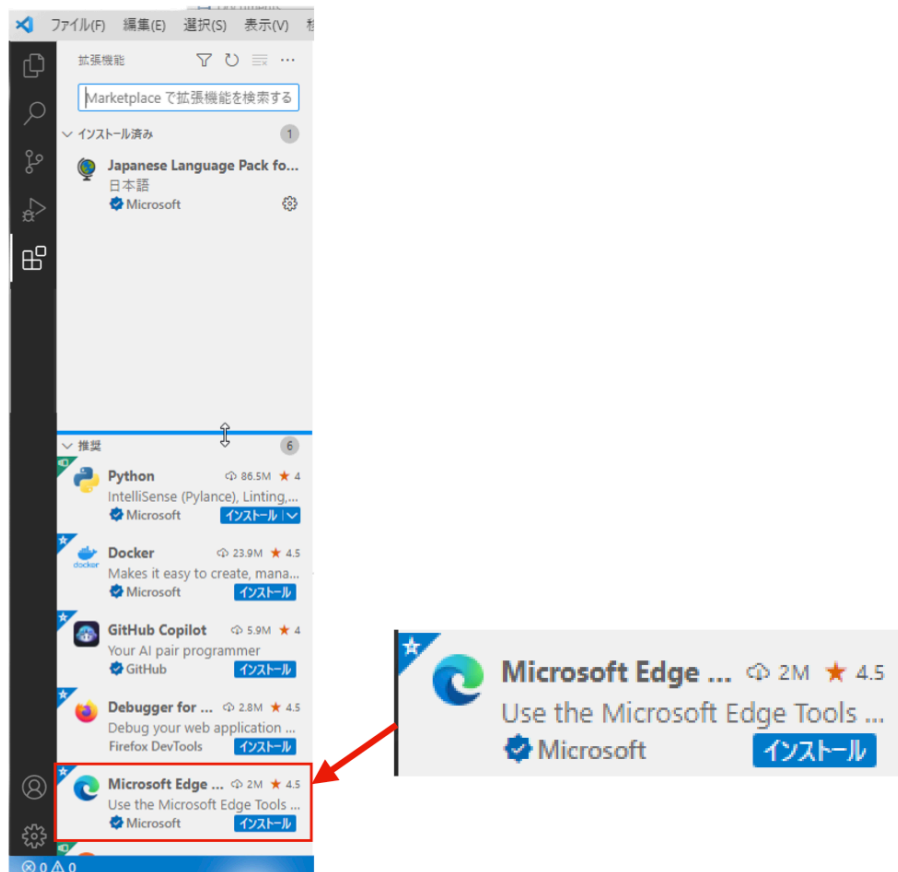 ファイル(F) 編集(E) 選択(S) 表示(V)
拡張機能
Marketplace で拡張機能を検索する
インストール済み 1
Japanese Language Pack fo...
日本語
Microsoft
推奨 6
Python 86.5M ★ 4
IntelliSense (Pylance), Linting,...
Microsoft インストール
Docker 23.9M ★ 4.5
docker
Makes it easy to create, mana...
Microsoft インストール
GitHub Copilot 5.9M ★ 4
Your AI pair programmer
GitHub インストール
Debugger for ... 2.8M ★ 4.5
Debug your web application ...
Firefox DevTools インストール
Microsoft Edge ... 2M ★ 4.5
Use the Microsoft Edge Tools ...
Microsoft インストール
0 0
Microsoft Edge ... 2M ★ 4.5
Use the Microsoft Edge Tools ...
Microsoft インストール